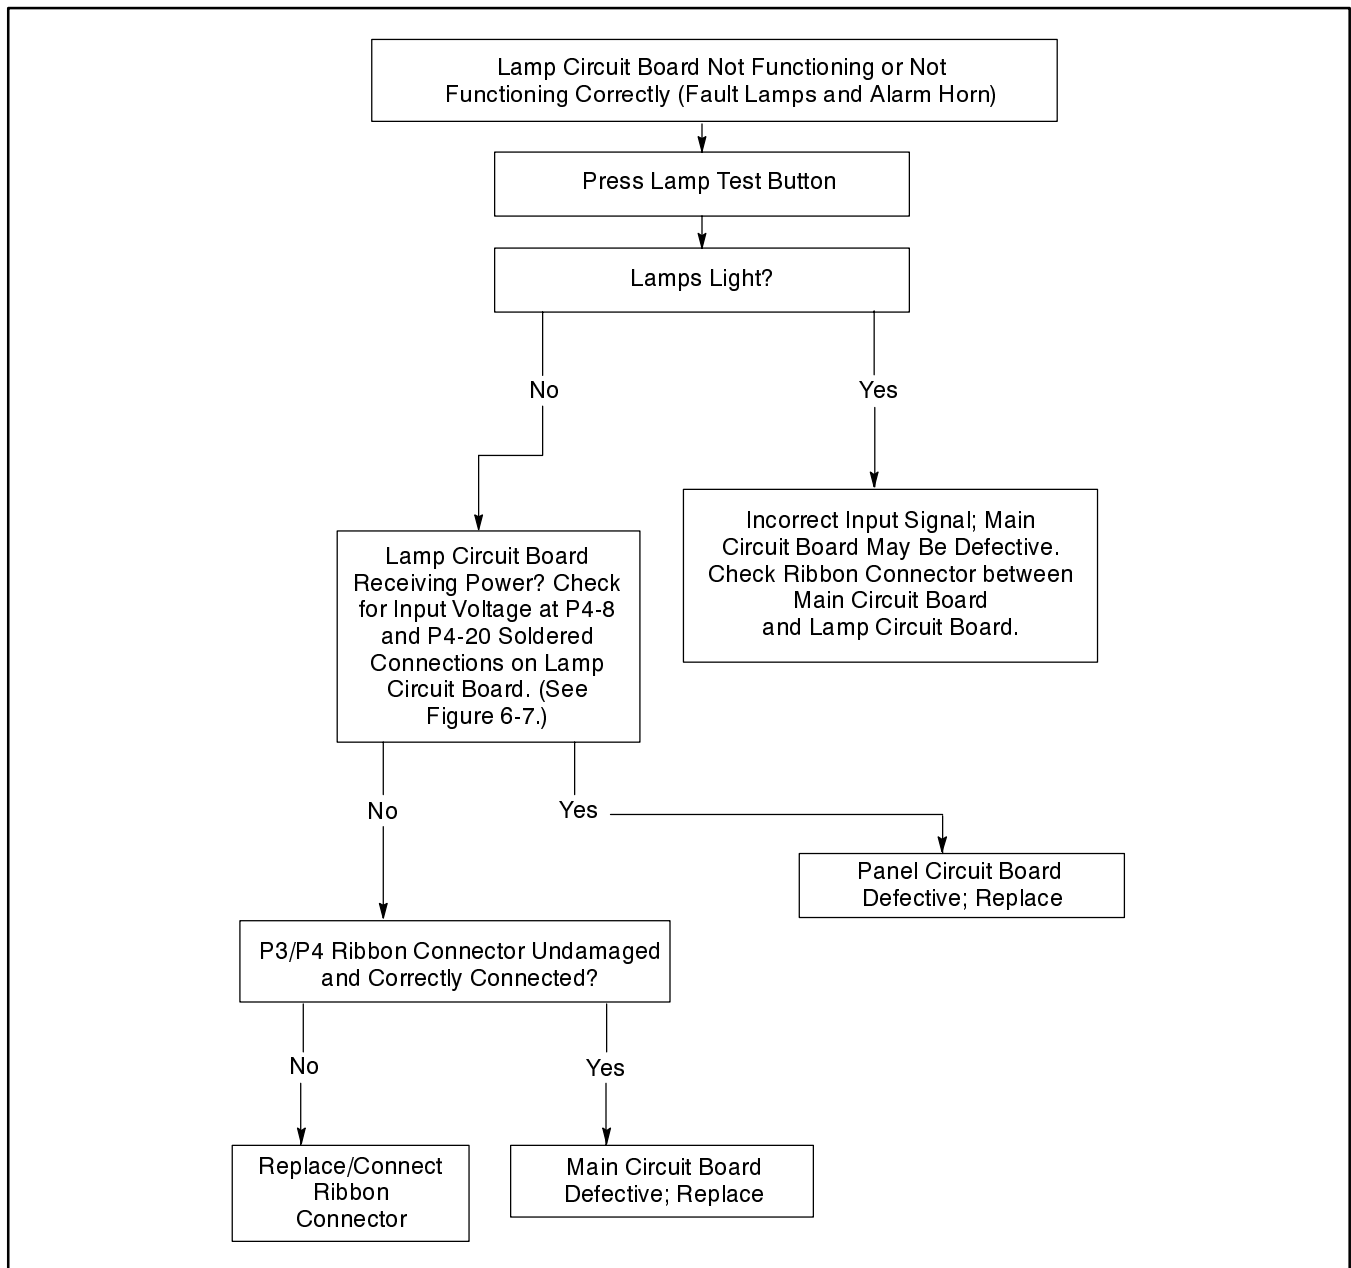 Lamp Circuit Board Not Functioning or Not
Functioning Correctly (Fault Lamps and Alarm Horn)
Press Lamp Test Button
Lamps Light?
No
Yes
Incorrect Input Signal; Main
Circuit Board May Be Defective.
Check Ribbon Connector between
Main Circuit Board
and Lamp Circuit Board.
Lamp Circuit Board
Receiving Power? Check
for Input Voltage at P4-8
and P4-20 Soldered
Connections on Lamp
Circuit Board. (See
Figure 6-7.)
No
Yes
Panel Circuit Board
Defective; Replace
P3/P4 Ribbon Connector Undamaged
and Correctly Connected?
No
Yes
Replace/Connect
Ribbon
Connector
Main Circuit Board
Defective; Replace